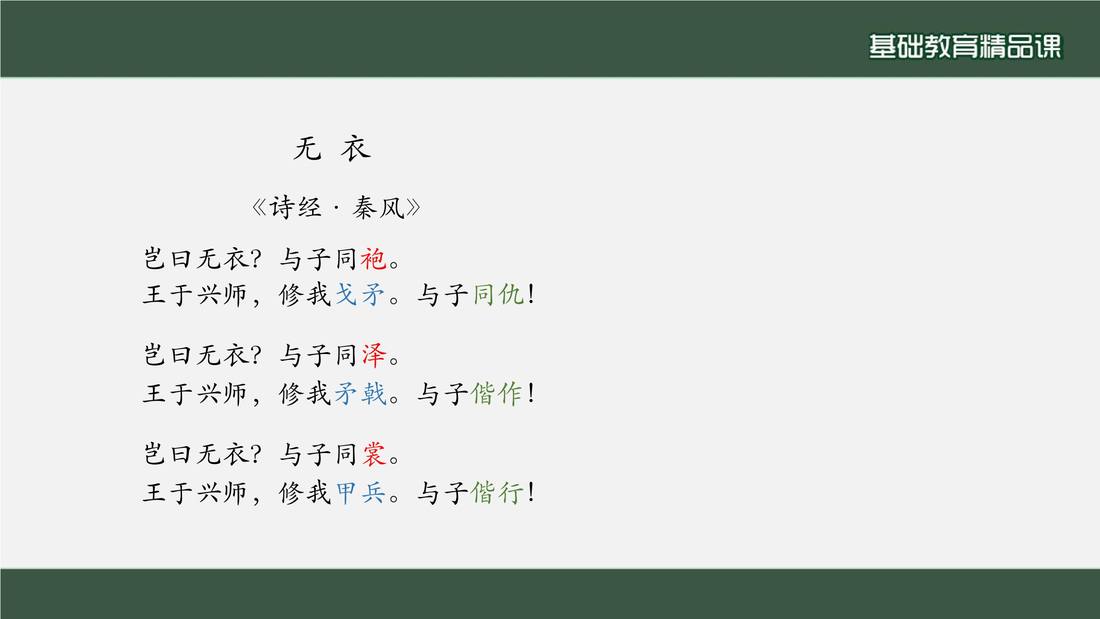 基础教育精品课
无 衣
《诗经·秦风》
岂曰无衣？与子同袍。
王于兴师，修我戈矛。与子同仇！
岂曰无衣？与子同泽。
王于兴师，修我矛戟。与子偕作！
岂曰无衣？与子同裳。
王于兴师，修我甲兵。与子偕行！